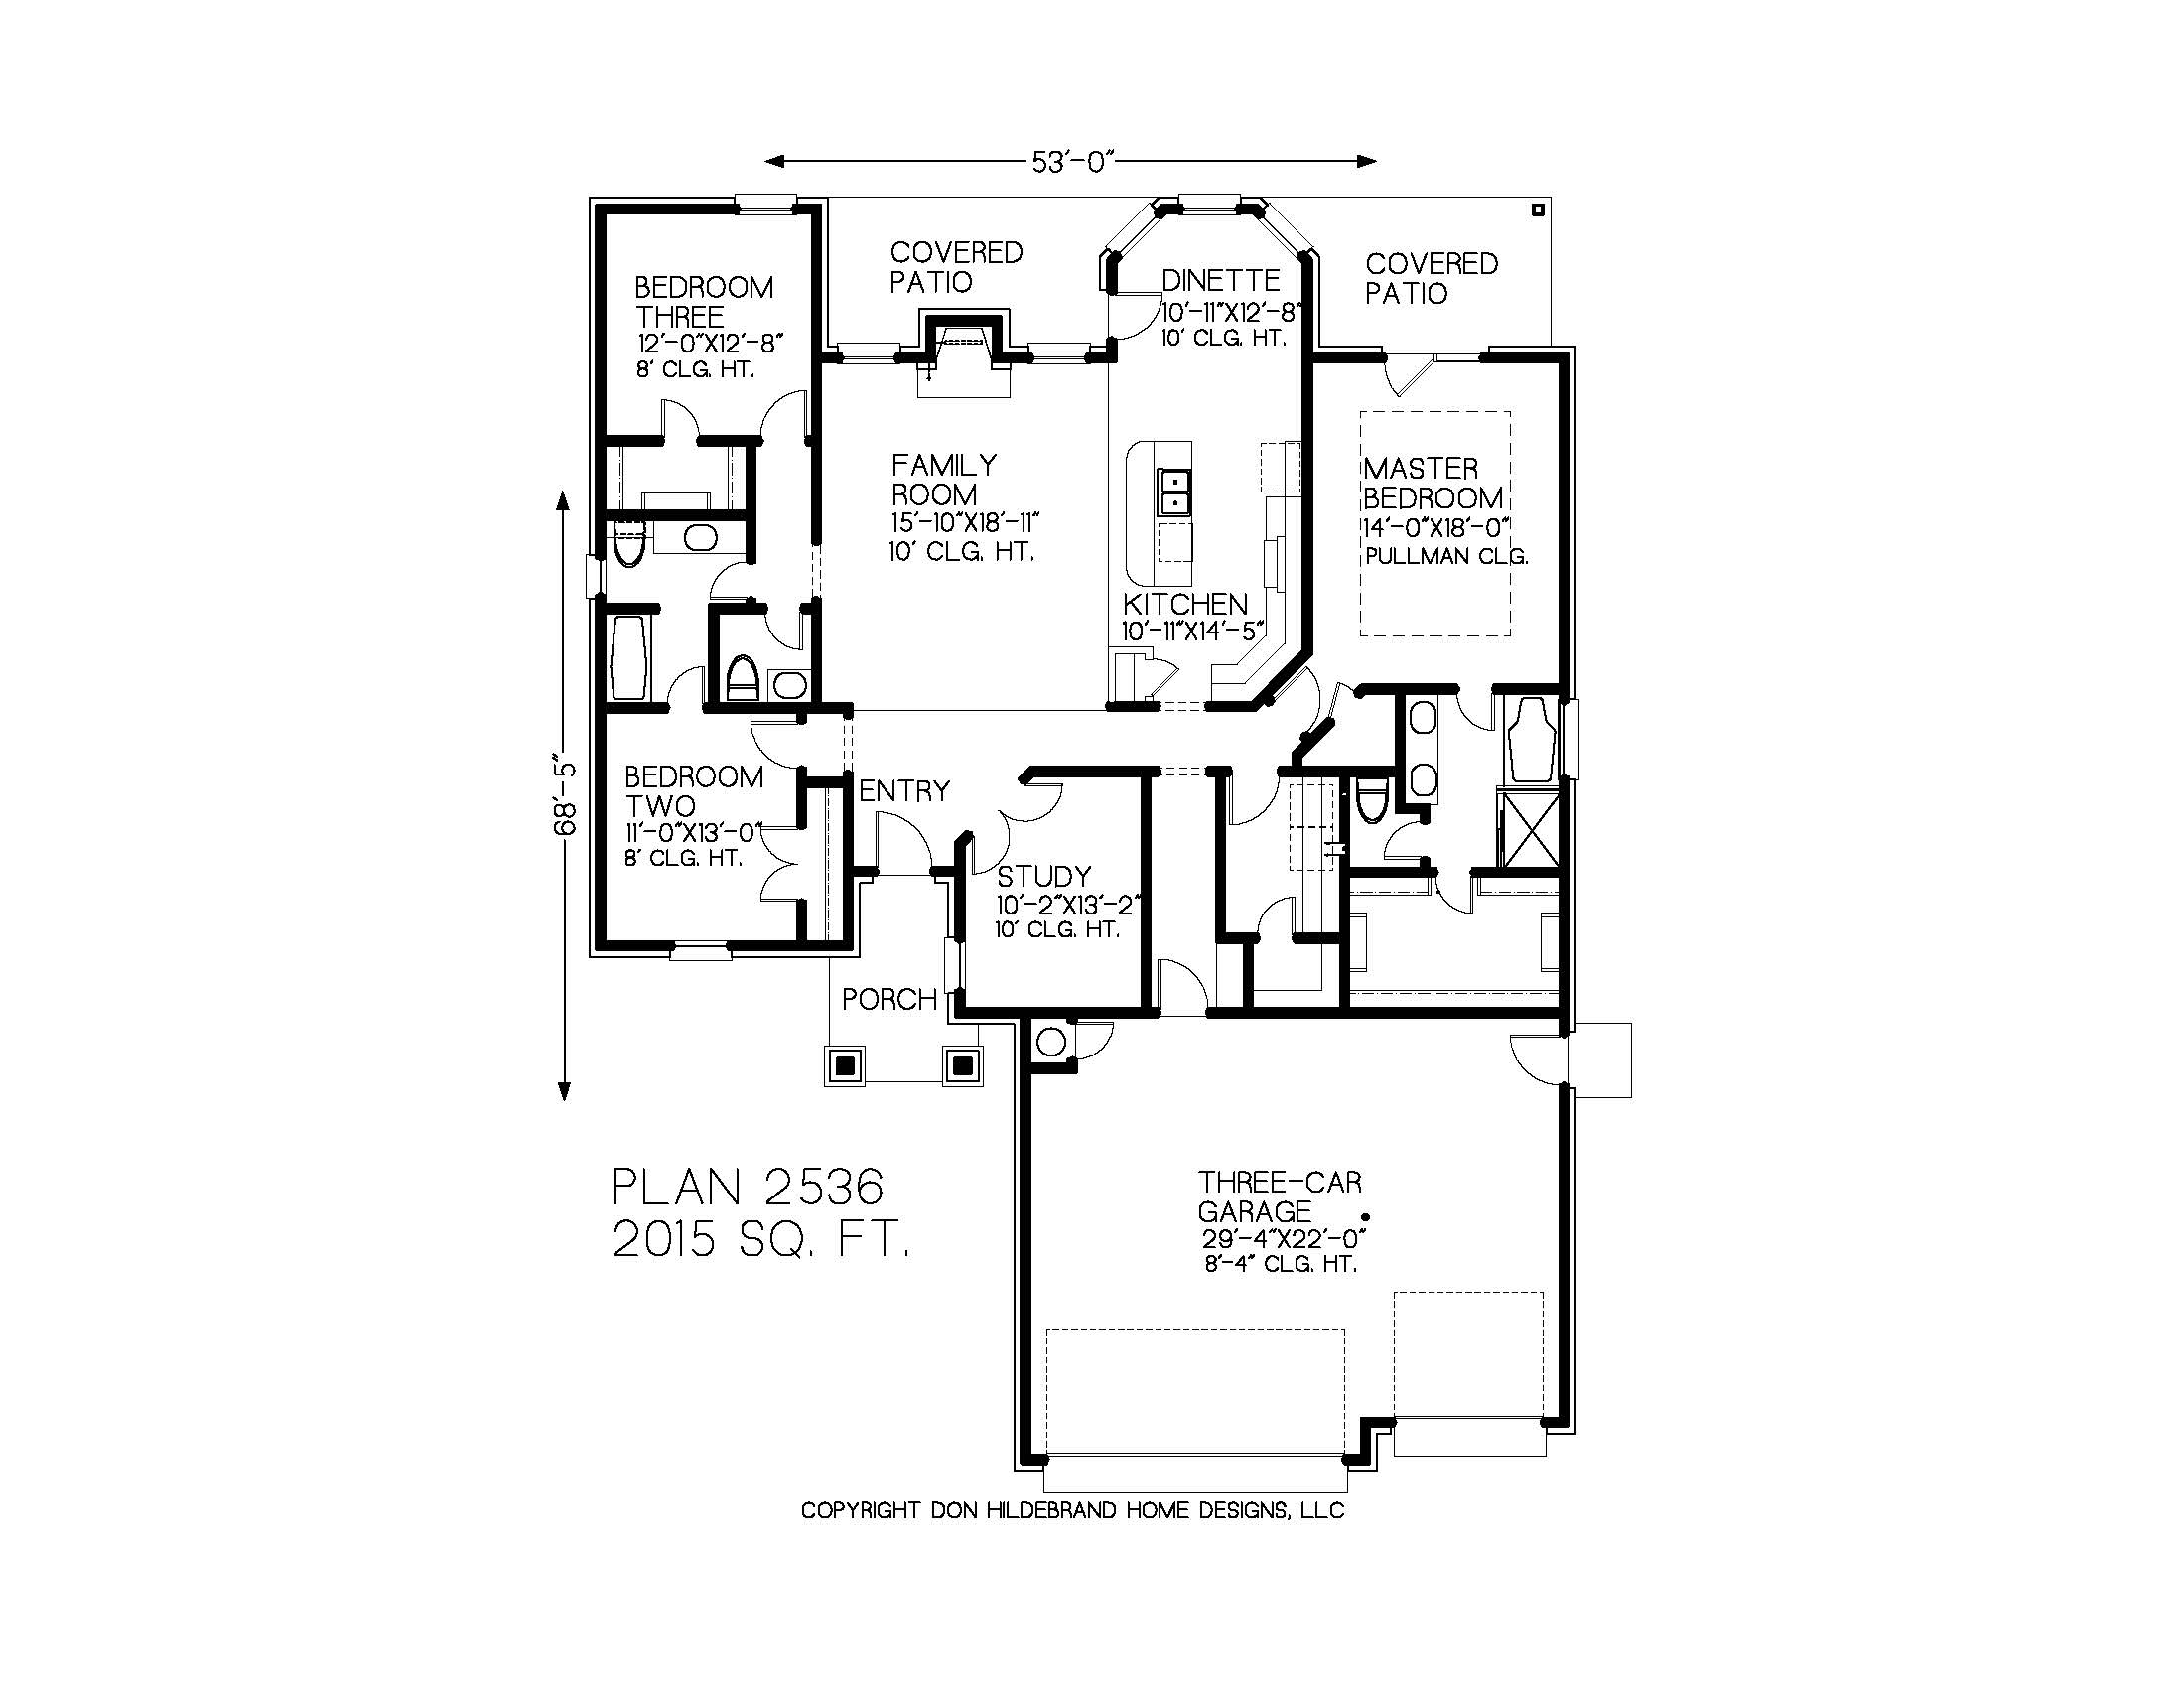 53'-0"
COVERED
PATIO
COVERED
PATIO
DINETTE
10'-11"X12'-8"
10' CLG. HT.
BEDROOM
THREE
12'-0"X12'-8"
8' CLG. HT.
FAMILY
ROOM
15'-10"X18'-11"
10' CLG. HT.
MASTER
BEDROOM
14'-0"X18'-0"
PULLMAN CLG.
KITCHEN
10'-11"X14'-5"
68'-5"
BEDROOM
TWO
11'-0"X13'-0"
8' CLG. HT.
ENTRY
STUDY
10'-2"X13'-2"
10' CLG. HT.
PORCH
PLAN 2536
2015 SQ. FT.
THREE-CAR
GARAGE
29'-4"X22'-0"
8'-4" CLG. HT.
COPYRIGHT DON HILDEBRAND HOME DESIGNS, LLC